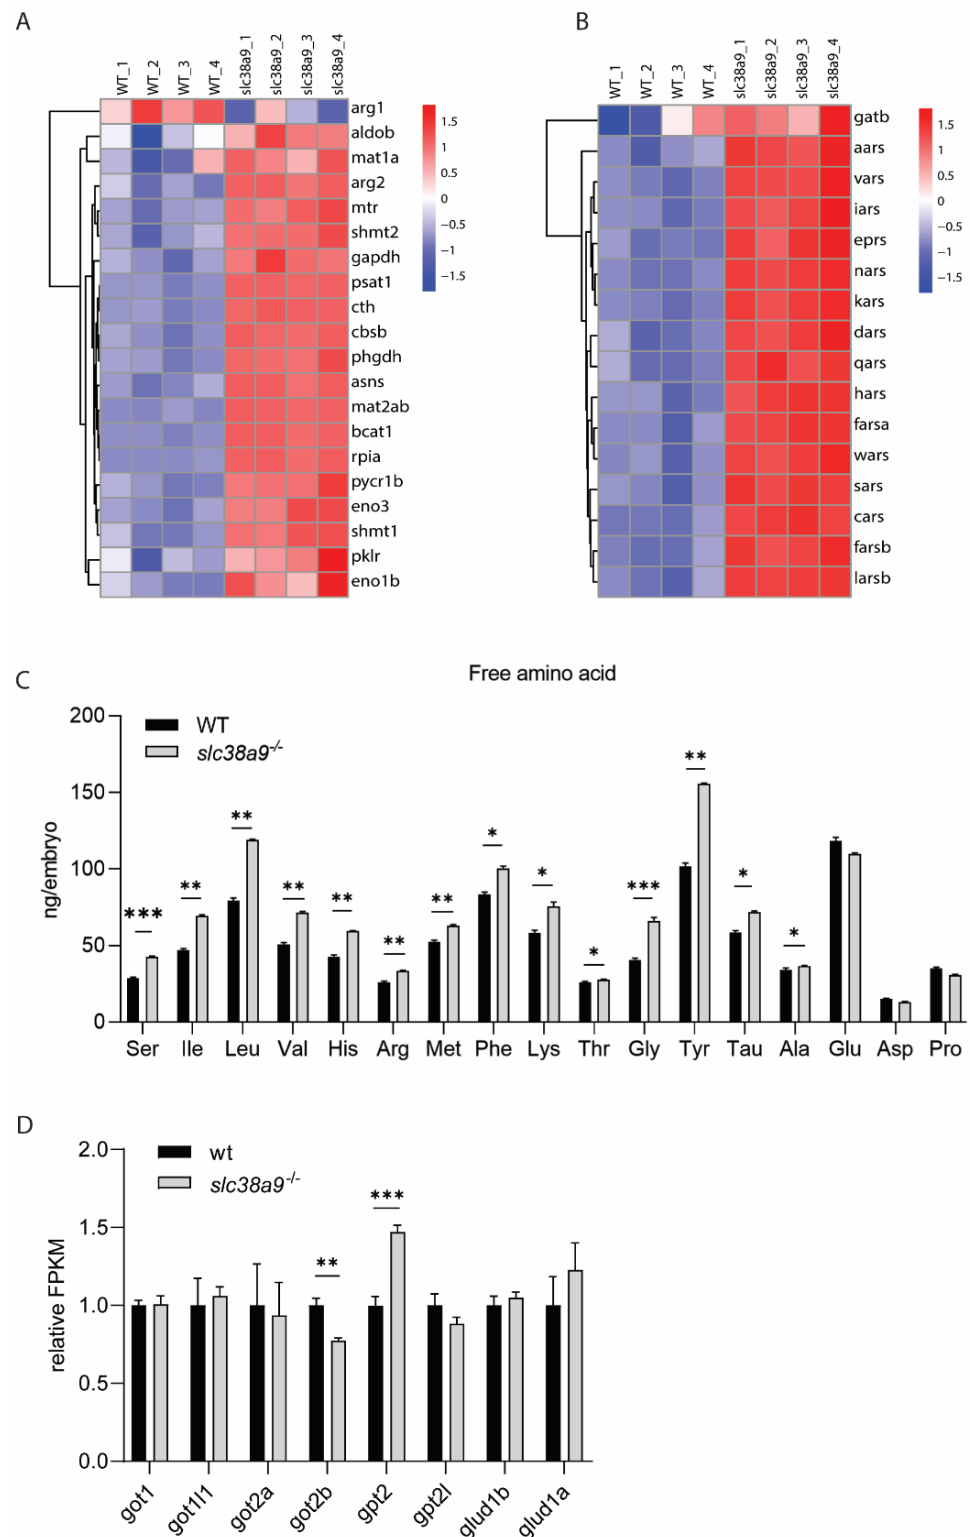 A
WT_1 WT_2 WT_3 WT_4 slc38a9_1 slc38a9_2 slc38a9_3 slc38a9_4
arg1
aldob
mat1a
arg2
mtr
shmt2
gapdh
psat1
cth
cbsb
phgdh
asns
mat2ab
bcat1
rpia
pycr1b
eno3
shmt1
pklr
eno1b
1.5
1
0.5
0
−0.5
−1
−1.5
B
WT_1 WT_2 WT_3 WT_4 slc38a9_1 slc38a9_2 slc38a9_3 slc38a9_4
gatb
aars
vars
iars
eprs
nars
kars
dars
qars
hars
farsa
wars
sars
cars
farsb
larsb
1.5
1
0.5
0
−0.5
−1
−1.5
C
Free amino acid
WT
slc38a9-/-
ng/embryo
200
150
100
50
0
*** ** ** ** ** ** ** * * * *** ** * *
Ser Ile Leu Val His Arg Met Phe Lys Thr Gly Tyr Tau Ala Glu Asp Pro
D
wt
slc38a9-/-
relative FPKM
2.0
1.5
1.0
0.5
0.0
** ***
got1 got1l1 got2a got2b gpt2 gpt2l glud1b glud1a